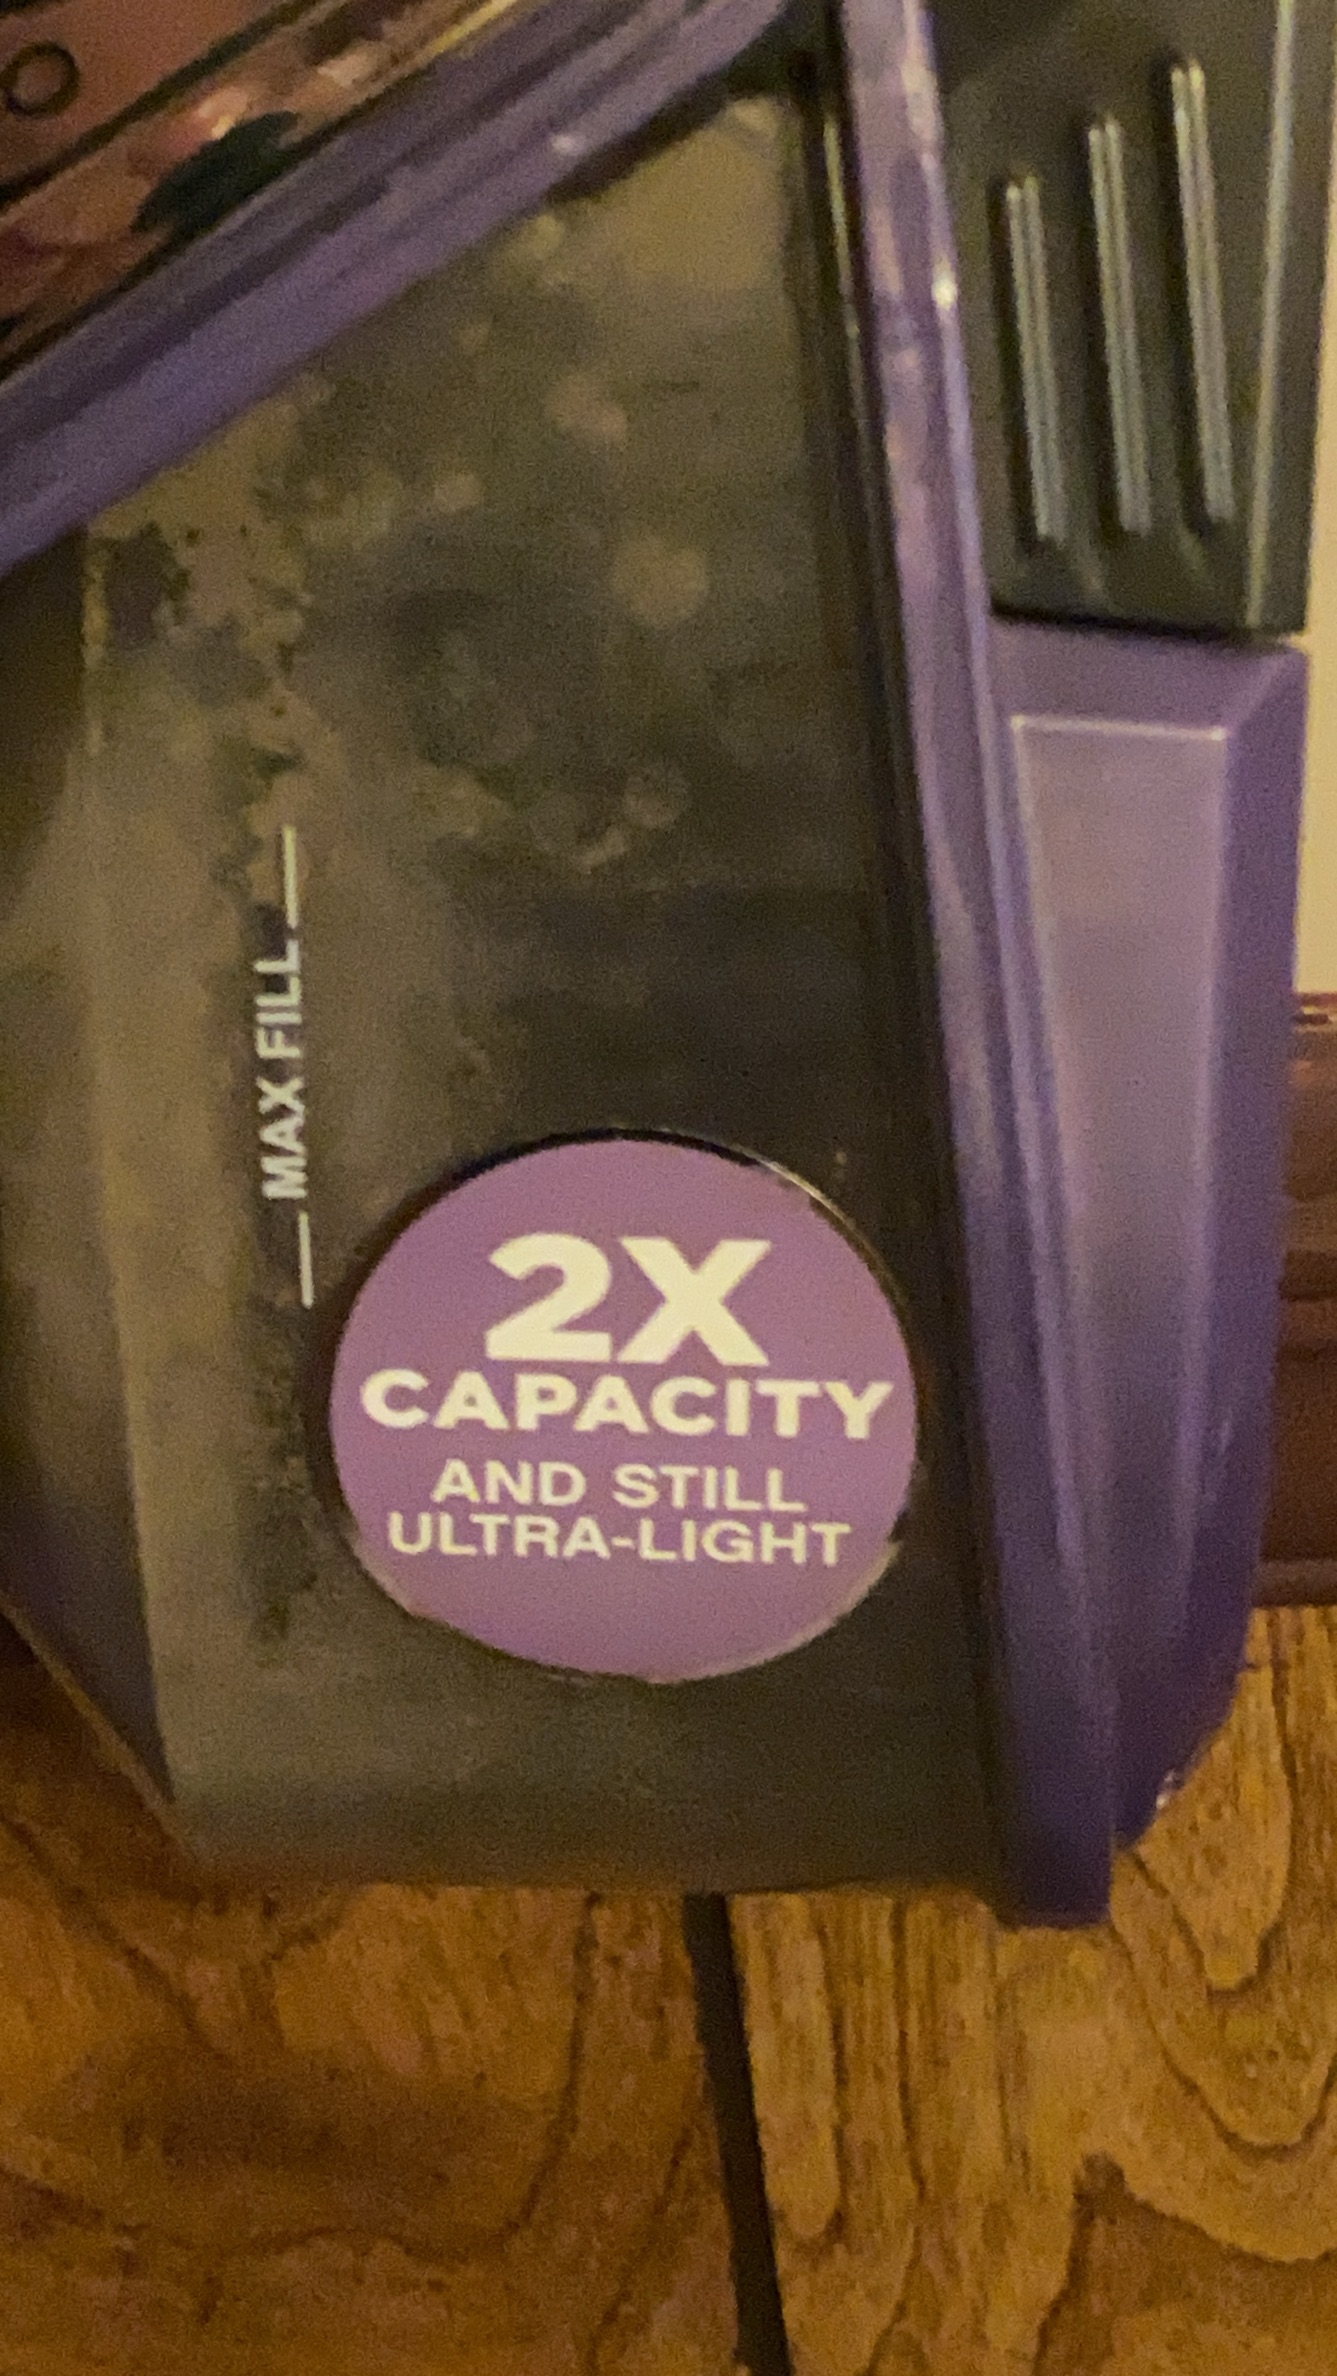 MAX FILL
2X
CAPACITY
AND STILL
ULTRA-LIGHT